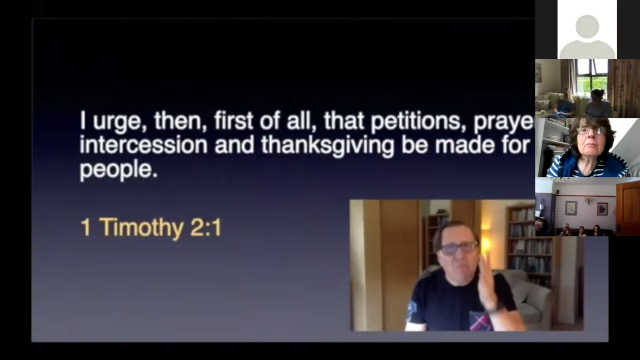 I urge, then, first of all, that petitions, praye
intercession and thanksgiving be made for
people.
1 Timothy 2:1